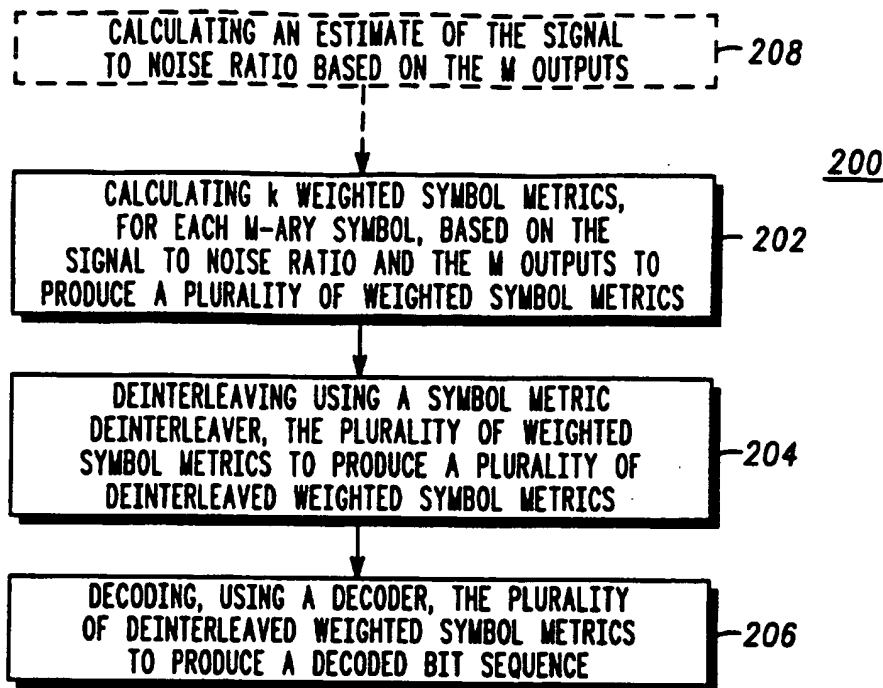 CALCULATING AN ESTIMATE OF THE SIGNAL
TO NOISE RATIO BASED ON THE M OUTPUTS
208
200
CALCULATING k WEIGHTED SYMBOL METRICS,
FOR EACH M-ARY SYMBOL, BASED ON THE
SIGNAL TO NOISE RATIO AND THE M OUTPUTS TO
PRODUCE A PLURALITY OF WEIGHTED SYMBOL METRICS
202
DEINTERLEAVING USING A SYMBOL METRIC
DEINTERLEAVER, THE PLURALITY OF WEIGHTED
SYMBOL METRICS TO PRODUCE A PLURALITY OF
DEINTERLEAVED WEIGHTED SYMBOL METRICS
204
DECODING, USING A DECODER, THE PLURALITY
OF DEINTERLEAVED WEIGHTED SYMBOL METRICS
TO PRODUCE A DECODED BIT SEQUENCE
206